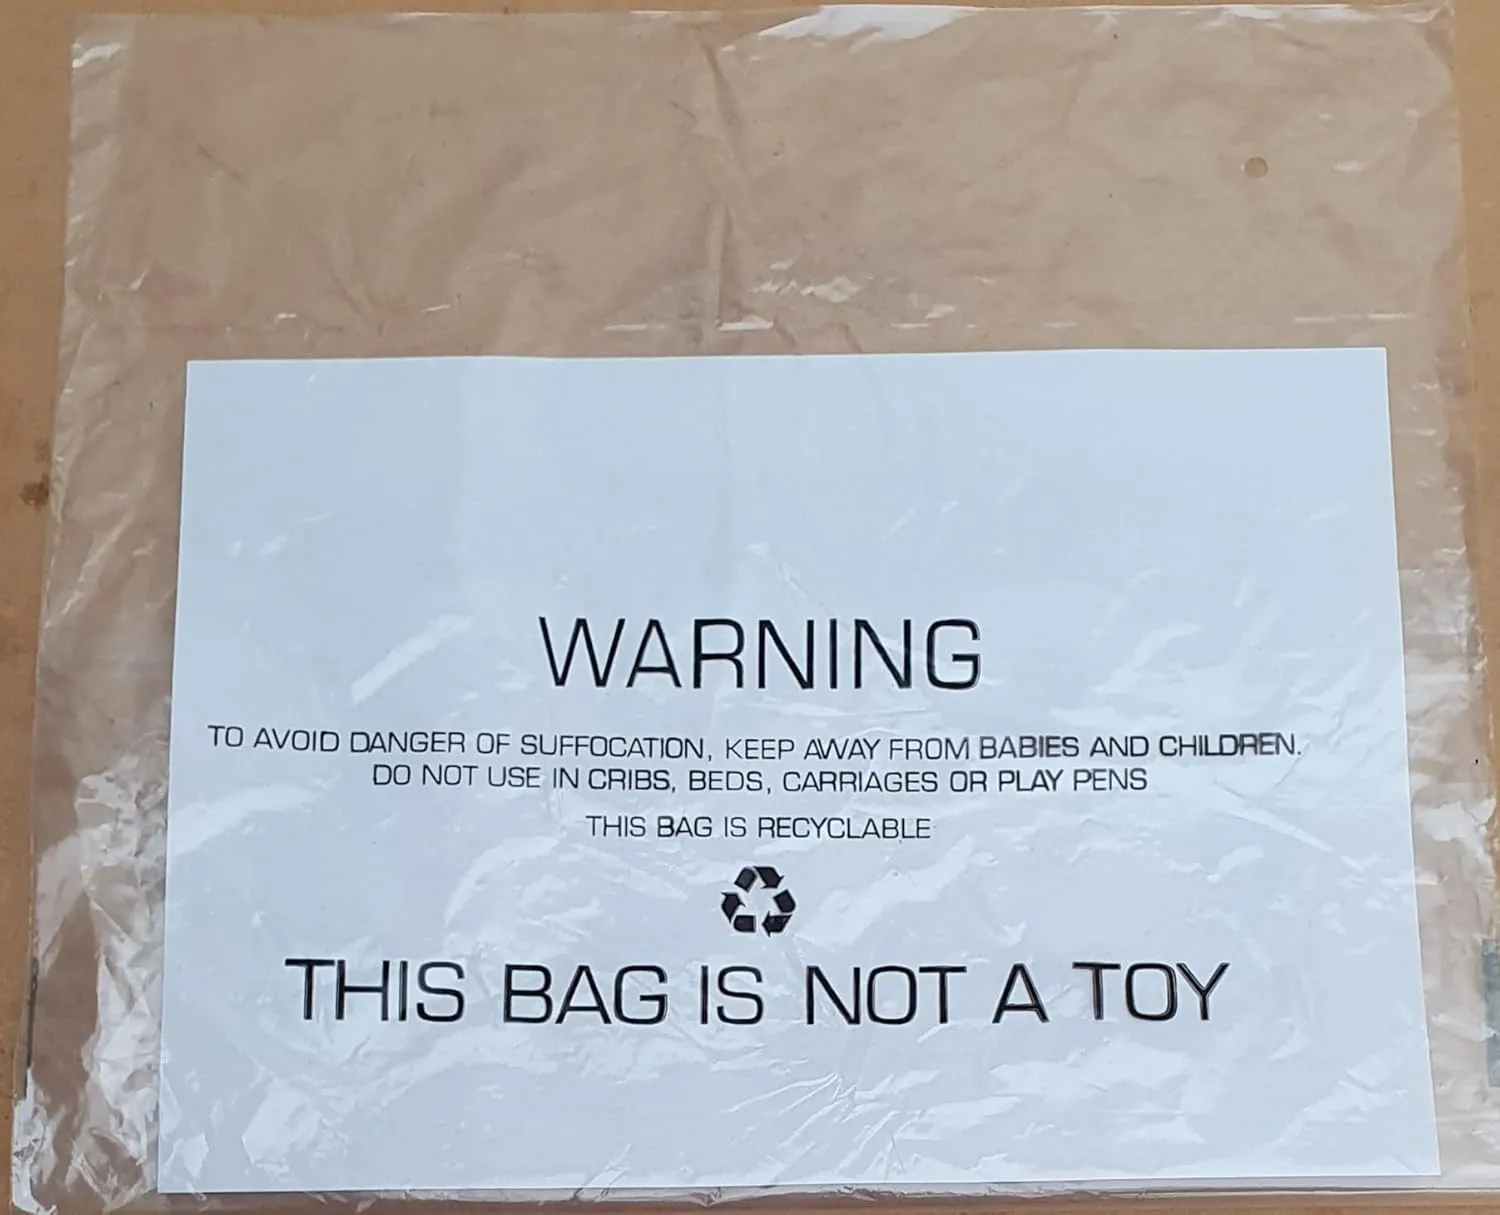 WARNING
TO AVOID DANGER OF SUFFOCATION, KEEP AWAY FROM BABIES AND CHILDREN.
DO NOT USE IN CRIBS, BEDS, CARRIAGES OR PLAY PENS
THIS BAG IS RECYCLABLE
THIS BAG IS NOT A TOY